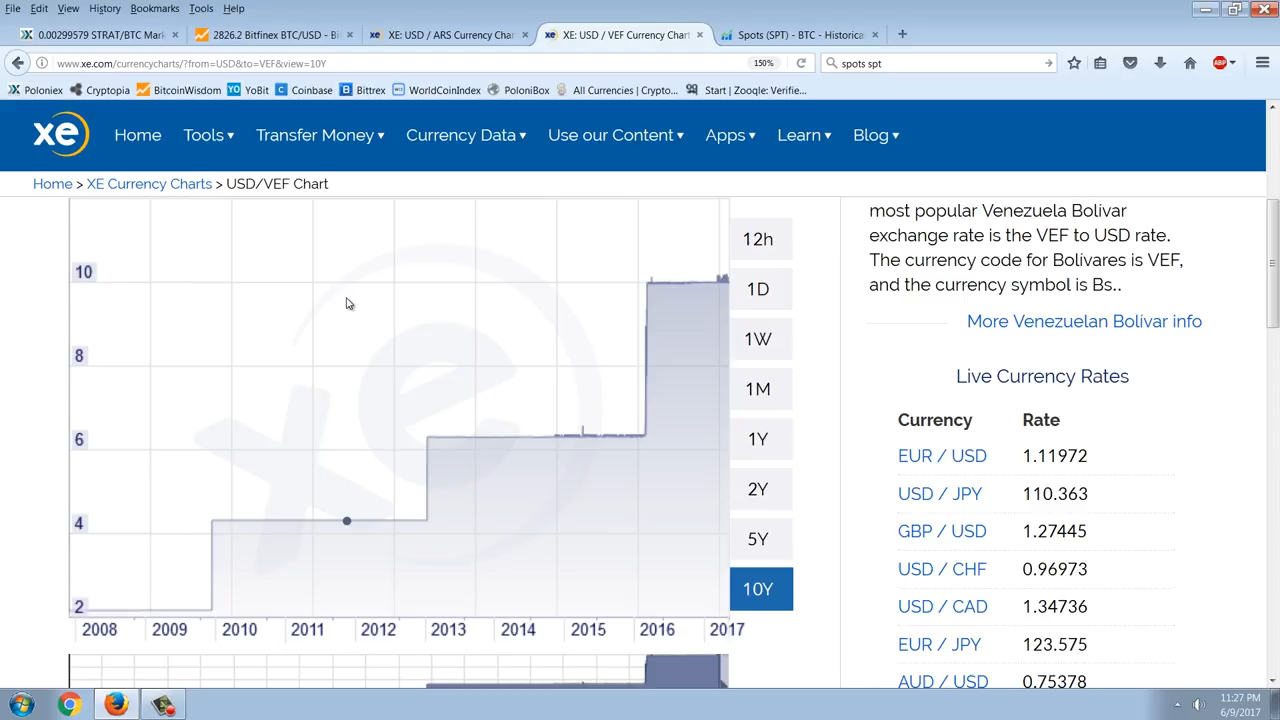 File Edit View History Bookmarks Tools Help
0.00299579 STRAT/BTC Mark 2826.2 Bitfinex BTC/USD - Bi XE: USD / ARS Currency Char XE: USD / VEF Currency Chart Spots (SPT) - BTC - Historica
www.xe.com/currencycharts/?from=USD&to=VEF&view=10Y 150% spots spt ABP
Poloniex Cryptopia BitcoinWisdom YO YoBit C Coinbase B Bittrex WorldCoinIndex PoloniBox All Currencies | Crypto... Start | Zooqle: Verifie...
xe Home Tools Transfer Money Currency Data Use our Content Apps Learn Blog
Home > XE Currency Charts > USD/VEF Chart
xe
10
8
6
4
2
2008 2009 2010 2011 2012 2013 2014 2015 2016 2017
12h
1D
1W
1M
1Y
2Y
5Y
10Y
most popular Venezuela Bolivar
exchange rate is the VEF to USD rate.
The currency code for Bolivares is VEF,
and the currency symbol is Bs..
More Venezuelan Bolívar info
Live Currency Rates
Currency Rate
EUR / USD 1.11972
USD / JPY 110.363
GBP / USD 1.27445
USD / CHF 0.96973
USD / CAD 1.34736
EUR / JPY 123.575
AUD / USD 0.75378
11:27 PM
6/9/2017